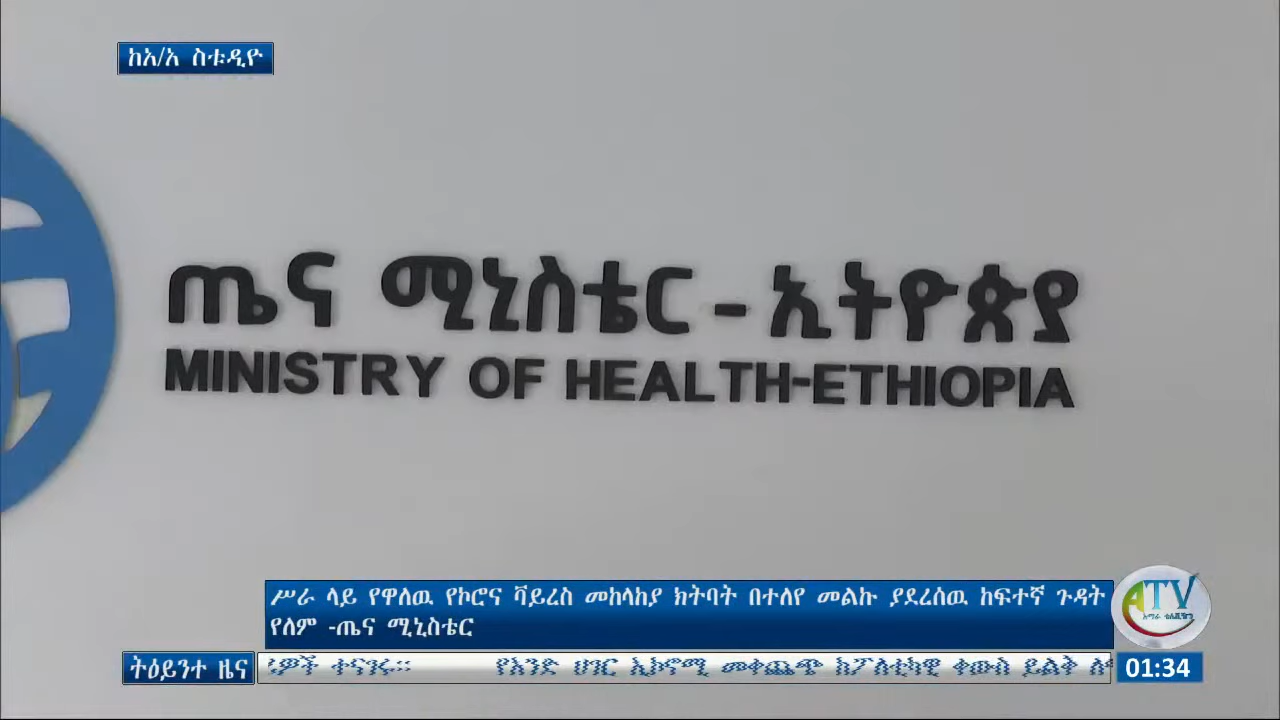 ከአ/አ ስቱዲዮ
ጤና ሚኒስቴር - ኢትዮጵያ
MINISTRY OF HEALTH-ETHIOPIA
ሥራ ላይ የዋለዉ የኮሮና ቫይረስ መከላከያ ክትባት በተለየ መልኩ ያደረሰዉ ከፍተኛ ጉዳት
የለም -ጤና ሚኒስቴር
ATV
ትዕይንተ ዜና
ተናገሩ። የአንድ ሀገር ኢኮኖሚ መቀጨጭ ከፖለቲካዊ ቀውስ ይልቅ
01:34